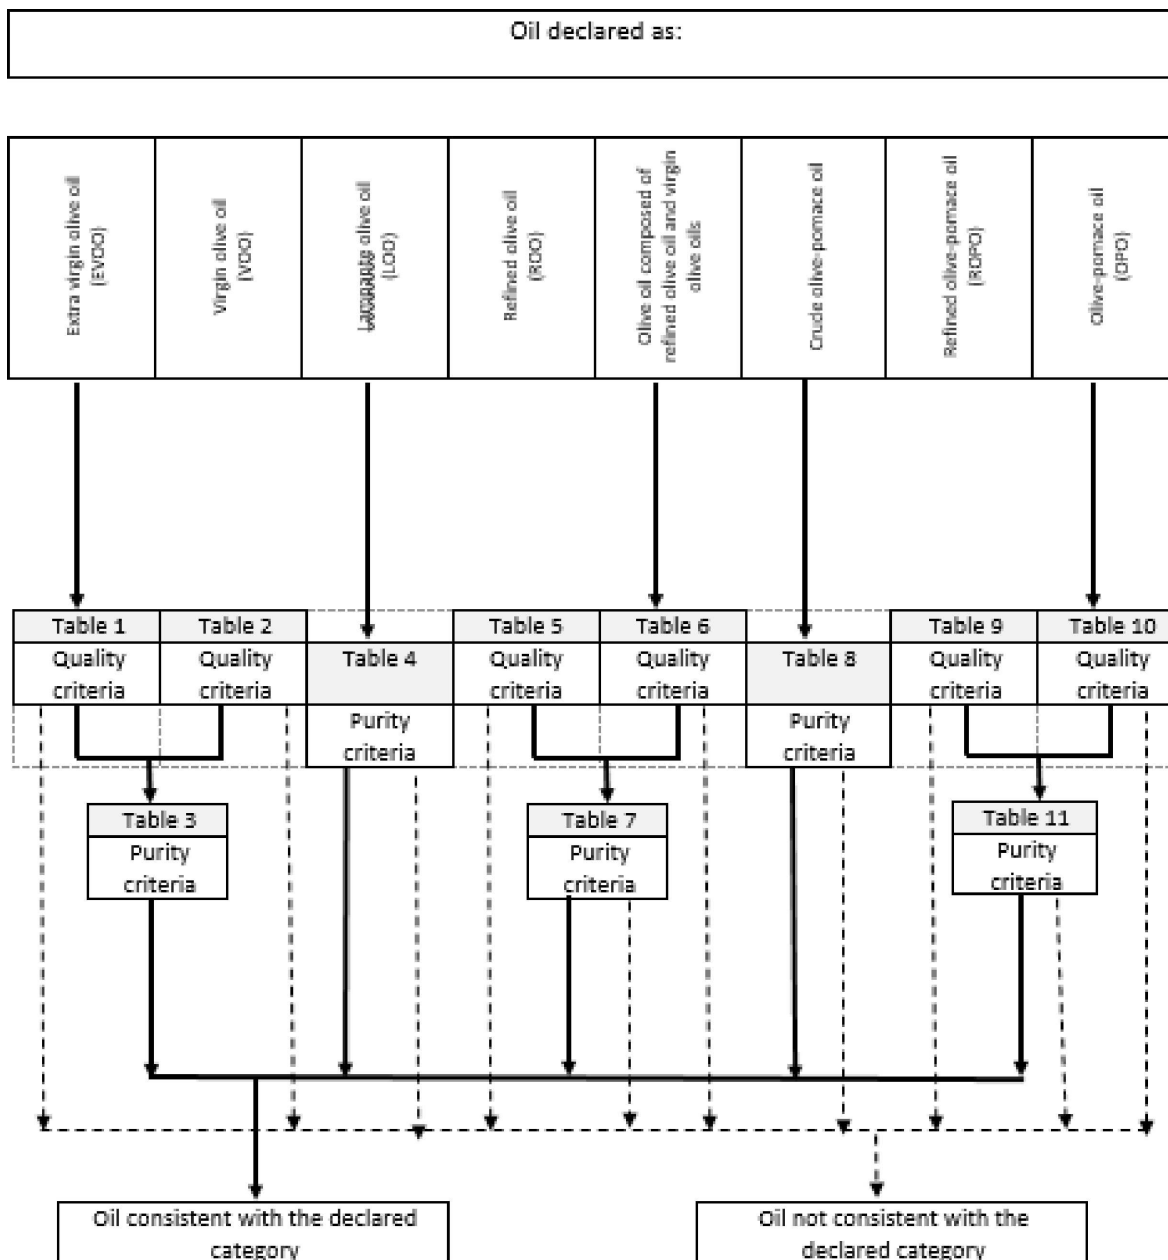 Oil declared as:
Extra virgin olive oil
(EVOO)
Virgin olive oil
(VOO)
Lampante olive oil
(LOO)
Refined olive oil
(ROO)
Olive oil composed of
refined olive oil and virgin
olive oils
Crude olive-pomace oil
Refined olive-pomace oil
(ROPO)
Olive-pomace oil
(OPO)
Table 1
Quality
criteria
Table 2
Quality
criteria
Table 4
Purity
criteria
Table 5
Quality
criteria
Table 6
Quality
criteria
Table 8
Purity
criteria
Table 9
Quality
criteria
Table 10
Quality
criteria
Table 3
Purity
criteria
Table 7
Purity
criteria
Table 11
Purity
criteria
Oil consistent with the declared
category
Oil not consistent with the
declared category